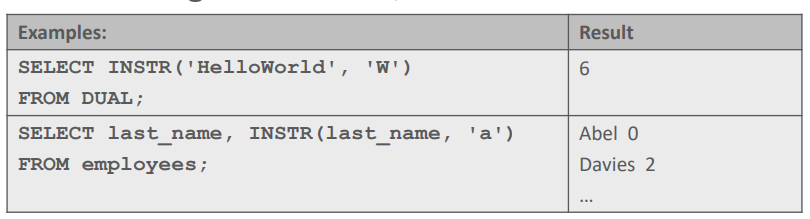 Examples: Result
SELECT INSTR('HelloWorld', 'W') 6
FROM DUAL;
SELECT last_name, INSTR(last_name, 'a') Abel 0
FROM employees; Davies 2
…